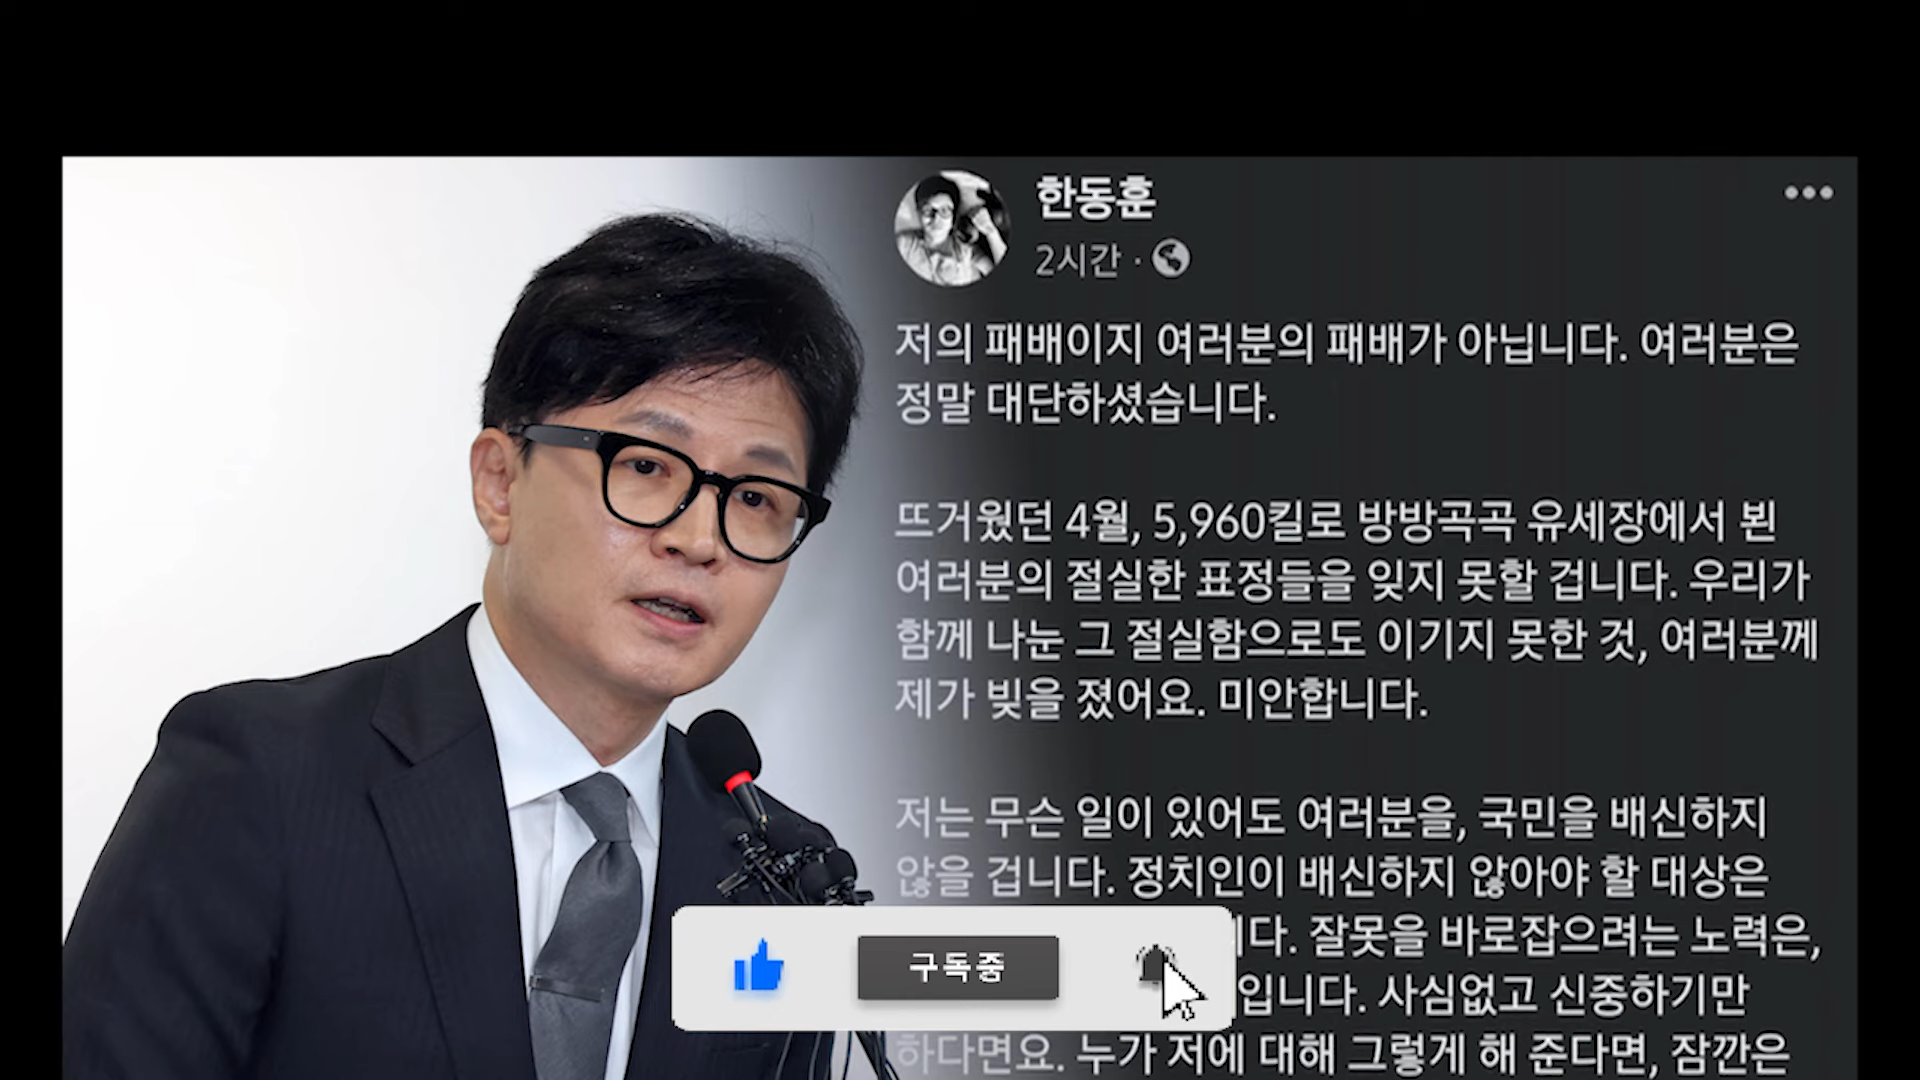 한동훈
2시간 ·
저의 패배이지 여러분의 패배가 아닙니다. 여러분은
정말 대단하셨습니다.
뜨거웠던 4월, 5,960킬로 방방곡곡 유세장에서 뵌
여러분의 절실한 표정들을 잊지 못할 겁니다. 우리가
함께 나눈 그 절실함으로도 이기지 못한 것, 여러분께
제가 빚을 졌어요. 미안합니다.
저는 무슨 일이 있어도 여러분을, 국민을 배신하지
않을 겁니다. 정치인이 배신하지 않아야 할 대상은
다. 잘못을 바로잡으려는 노력은,
입니다. 사심없고 신중하기만
하다면요. 누가 저에 대해 그렇게 해 준다면, 잠깐은
구독중